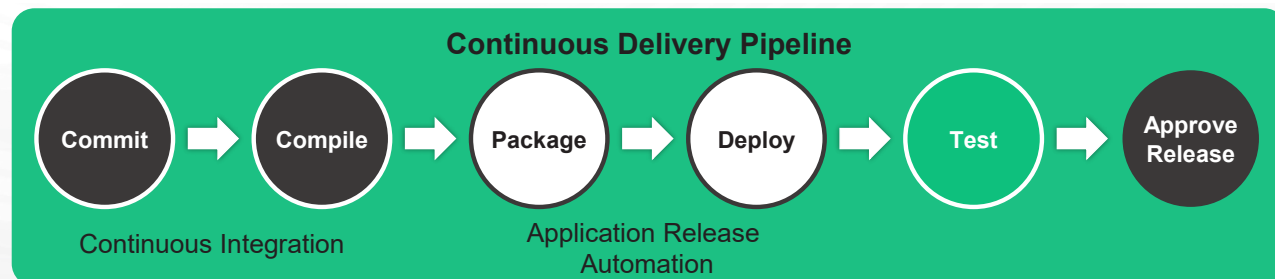 Continuous Delivery Pipeline
Commit
Compile
Package
Deploy
Test
Approve
Release
Continuous Integration
Application Release
Automation